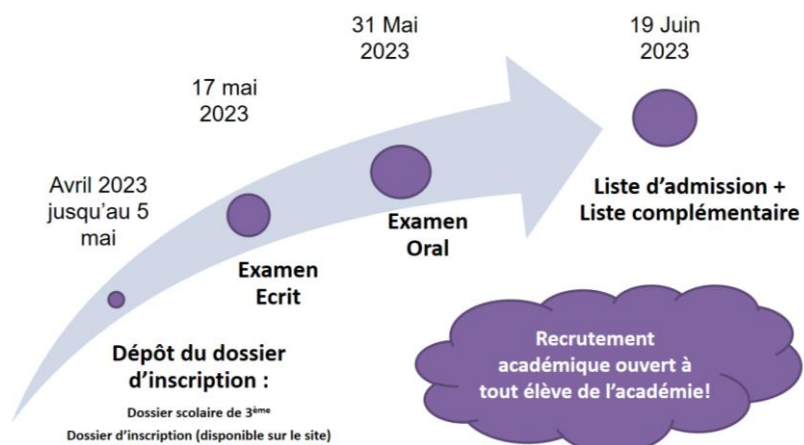 Avril 2023
jusqu'au 5
mai
Dépôt du dossier
d'inscription :
Dossier scolaire de 3ème
Dossier d'inscription (disponible sur le site)
17 mai
2023
Examen
Ecrit
31 Mai
2023
Examen
Oral
19 Juin
2023
Liste d'admission +
Liste complémentaire
Recrutement
académique ouvert à
tout élève de l'académie!